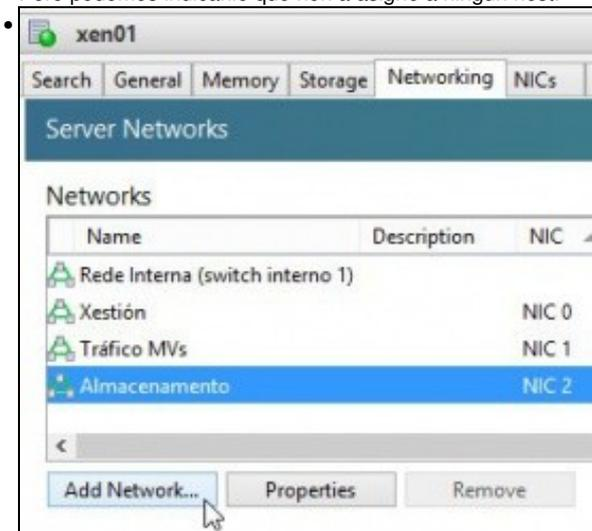 xen01
Search General Memory Storage Networking NICs
Server Networks
Networks
Name Description NIC
Rede Interna (switch interno 1)
Xestión NIC 0
Tráfico MVs NIC 1
Almacenamento NIC 2
Add Network... Properties Remove